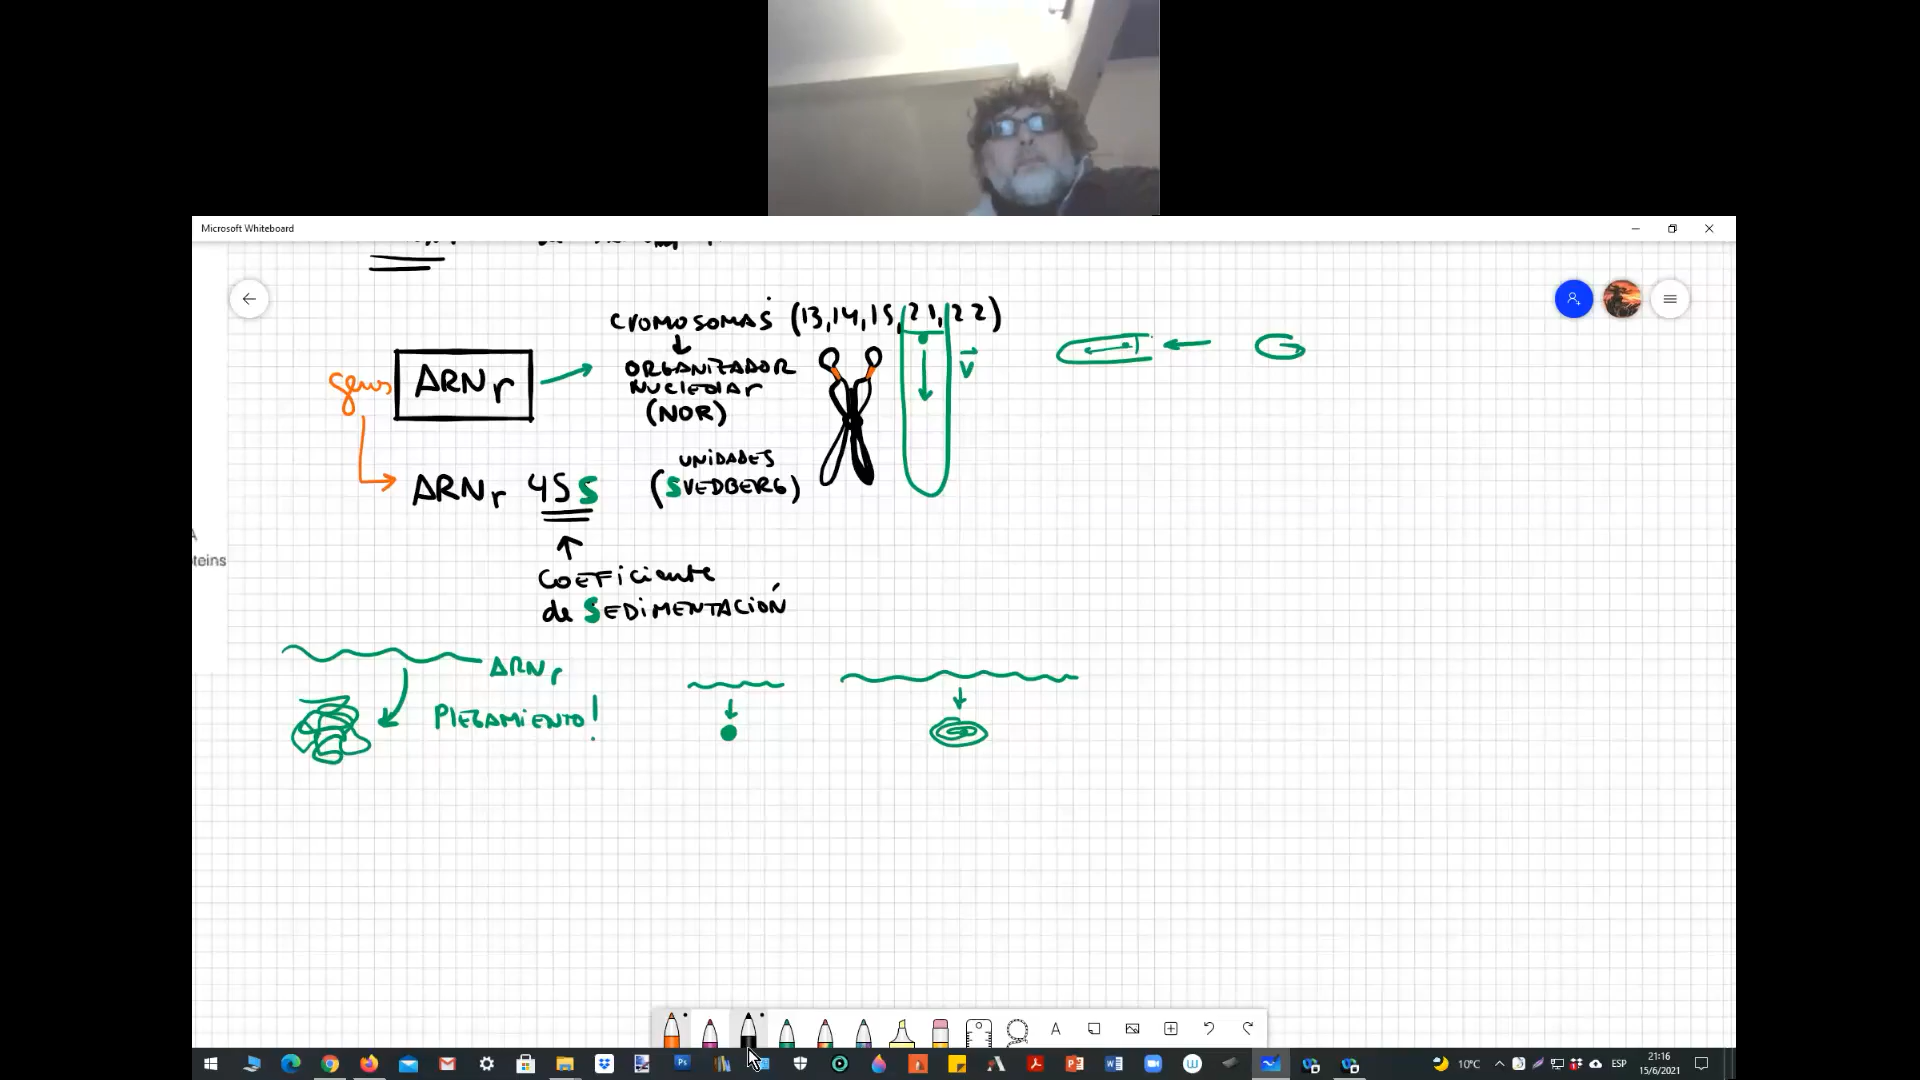 Microsoft Whiteboard
CROMOSOMAS (13,14,15,21,22)
ORGANIZADOR
NUCLEOLAR
(NOR)
genes
ARNr
V
G
ARNr 45S
UNIDADES
(SVEDBERG)
teins
COEFICIENTE
de SEDIMENTACIÓN
ARNr
PLEGAMIENTO!
A
10°C
ESP
21:16
15/6/2021